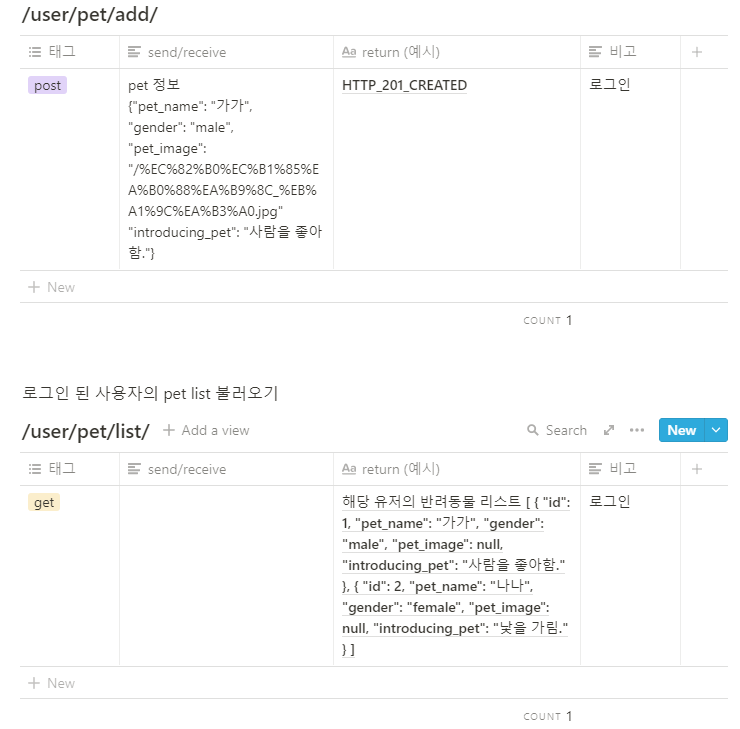 /user/pet/add/
태그 send/receive return (예시) 비고 +
post
pet 정보
{"pet_name": "가가",
"gender": "male",
"pet_image":
"/%EC%82%B0%EC%B1%85%E
A%B0%88%EA%B9%8C_%EB%
A1%9C%EA%B3%A0.jpg"
"introducing_pet": "사람을 좋아
함."}
HTTP_201_CREATED
로그인
+ New
COUNT 1
로그인 된 사용자의 pet list 불러오기
/user/pet/list/ + Add a view Search ••• New
태그 send/receive return (예시) 비고 +
get
해당 유저의 반려동물 리스트 [ { "id":
1, "pet_name": "가가", "gender":
"male", "pet_image": null,
"introducing_pet": "사람을 좋아함."
}, { "id": 2, "pet_name": "나나",
"gender": "female", "pet_image":
null, "introducing_pet": "낯을 가림."
} ]
로그인
+ New
COUNT 1